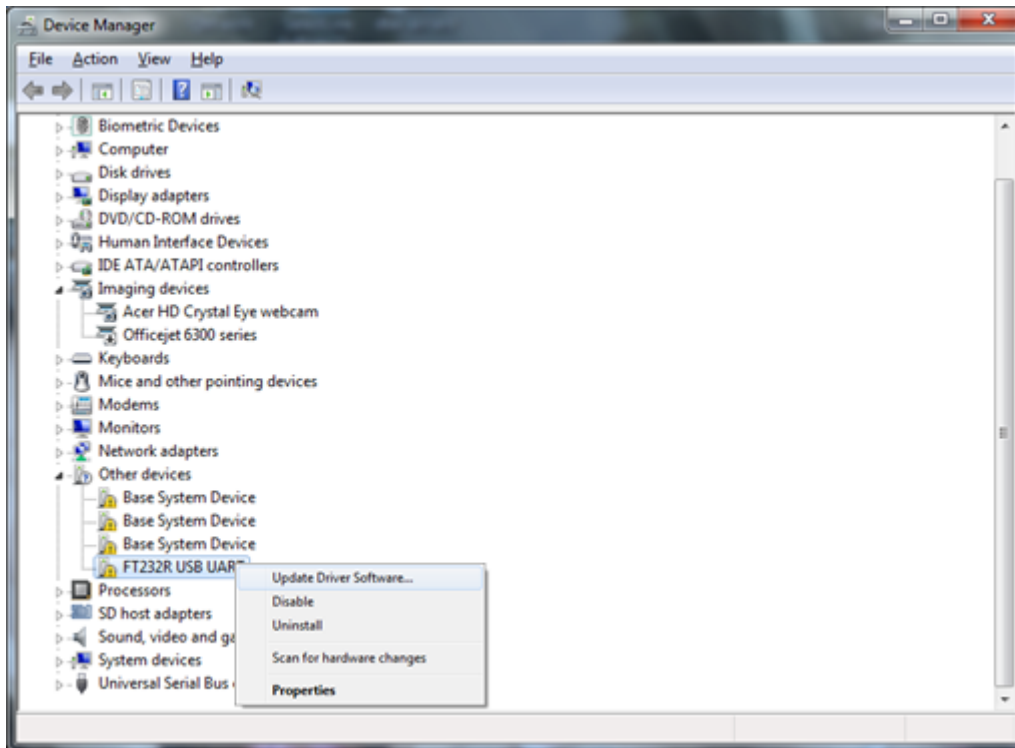 Device Manager
File Action View Help
Biometric Devices
Computer
Disk drives
Display adapters
DVD/CD-ROM drives
Human Interface Devices
IDE ATA/ATAPI controllers
Imaging devices
Acer HD Crystal Eye webcam
Officejet 6300 series
Keyboards
Mice and other pointing devices
Modems
Monitors
Network adapters
Other devices
Base System Device
Base System Device
Base System Device
FT232R USB UART
Update Driver Software...
Disable
Uninstall
Scan for hardware changes
Properties
Processors
SD host adapters
Sound, video and ga
System devices
Universal Serial Bus